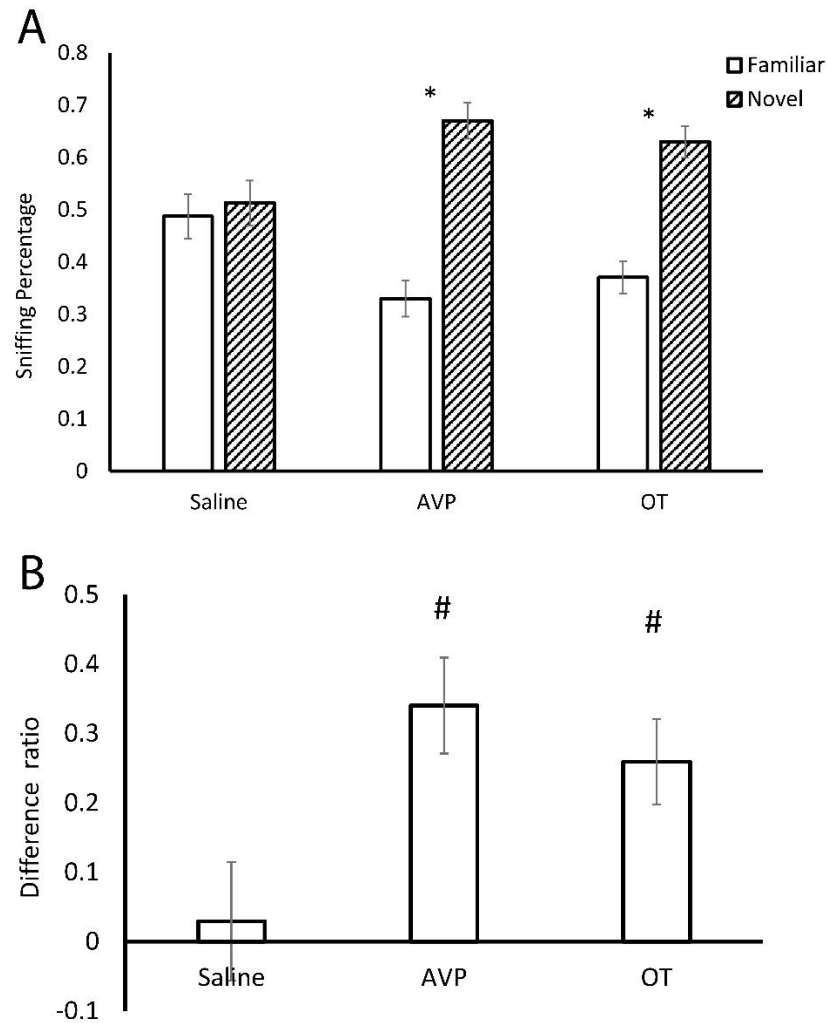 A
0.8
0.7
0.6
0.5
0.4
0.3
0.2
0.1
0
Sniffing Percentage
Familiar
Novel
*
*
Saline AVP OT
B
0.5
0.4
0.3
0.2
0.1
0
-0.1
Difference ratio
# #
Saline AVP OT